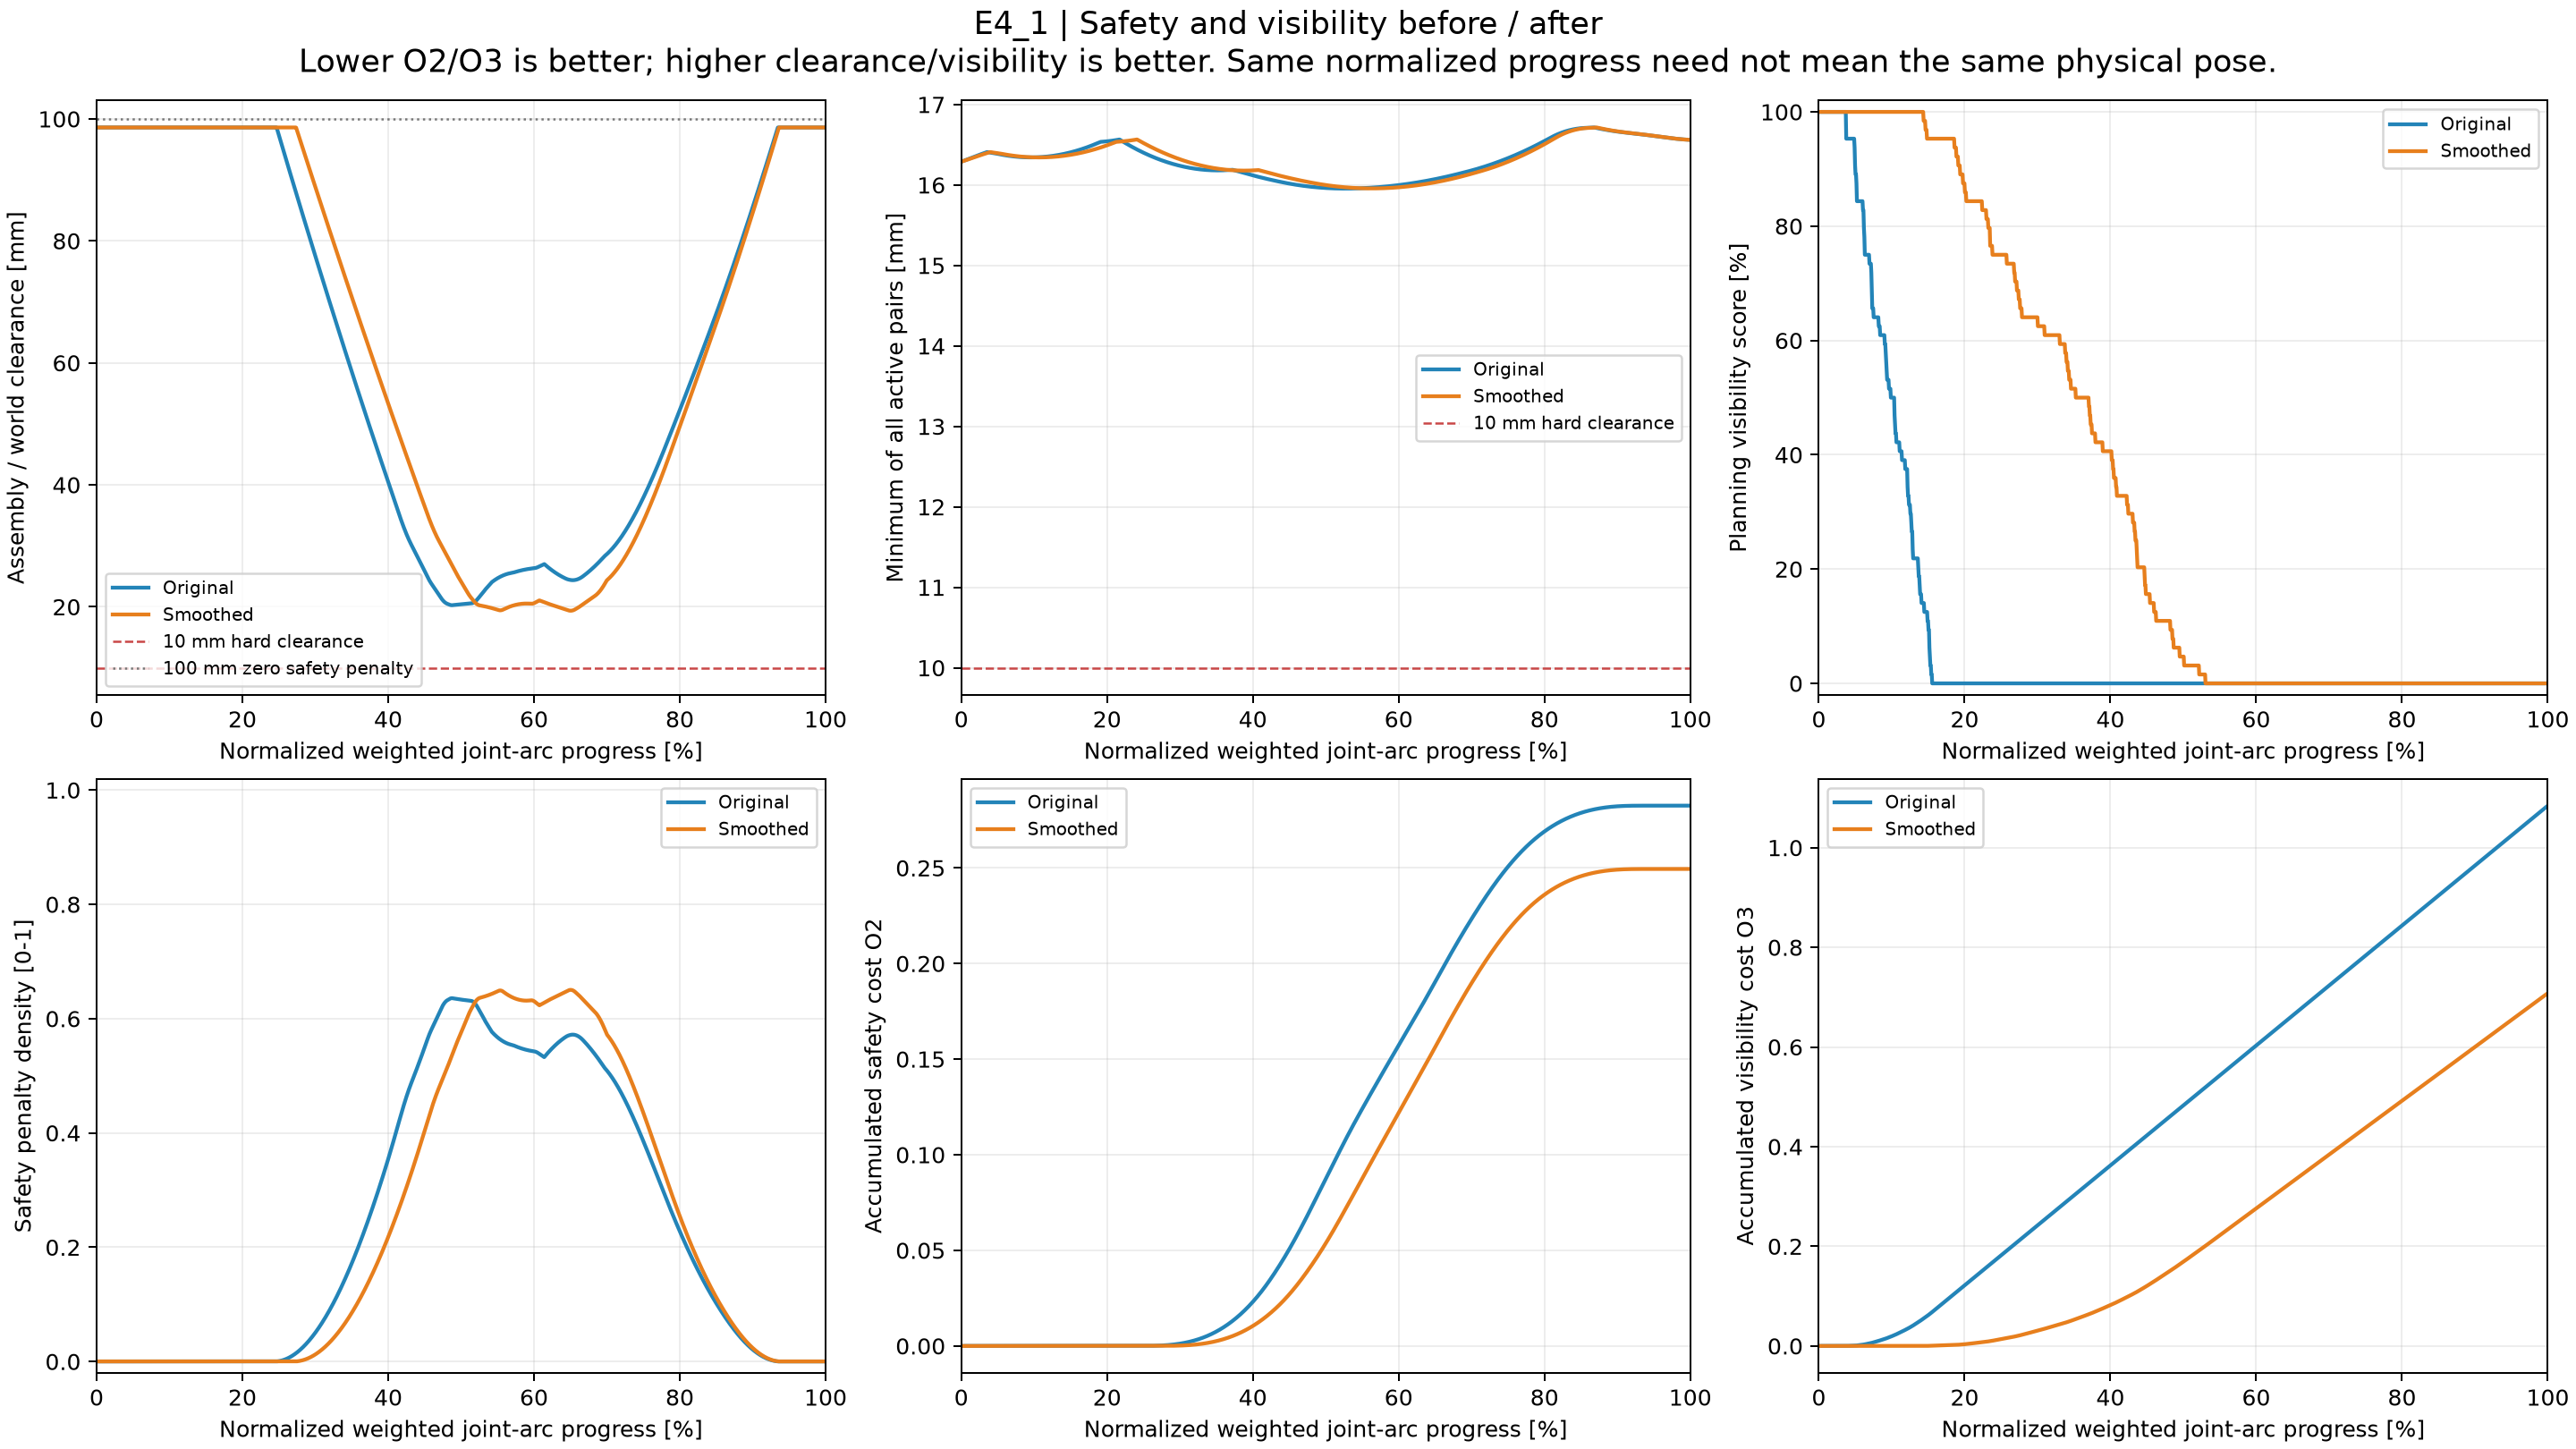 E4_1 | Safety and visibility before / after
Lower O2/O3 is better; higher clearance/visibility is better. Same normalized progress need not mean the same physical pose.
Assembly / world clearance [mm]
100
80
60
40
20
Original
Smoothed
10 mm hard clearance
100 mm zero safety penalty
0 20 40 60 80 100
Normalized weighted joint-arc progress [%]
Minimum of all active pairs [mm]
17
16
15
14
13
12
11
10
Original
Smoothed
10 mm hard clearance
0 20 40 60 80 100
Normalized weighted joint-arc progress [%]
Planning visibility score [%]
100
80
60
40
20
0
Original
Smoothed
0 20 40 60 80 100
Normalized weighted joint-arc progress [%]
Safety penalty density [0-1]
1.0
0.8
0.6
0.4
0.2
0.0
Original
Smoothed
0 20 40 60 80 100
Normalized weighted joint-arc progress [%]
Accumulated safety cost O2
0.25
0.20
0.15
0.10
0.05
0.00
Original
Smoothed
0 20 40 60 80 100
Normalized weighted joint-arc progress [%]
Accumulated visibility cost O3
1.0
0.8
0.6
0.4
0.2
0.0
Original
Smoothed
0 20 40 60 80 100
Normalized weighted joint-arc progress [%]